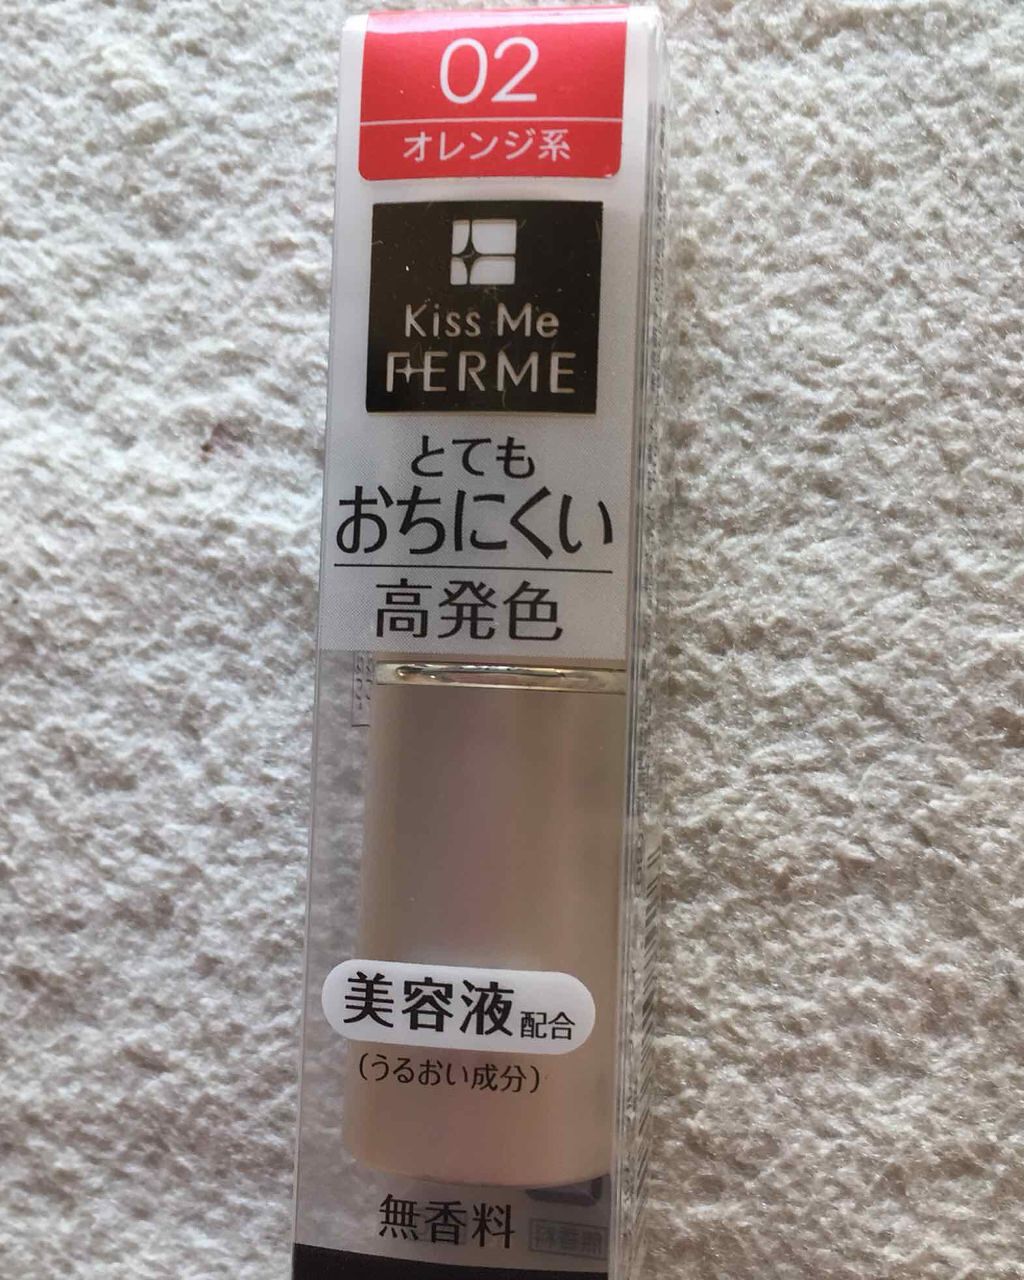 02
オレンジ系
Kiss Me
FERME
とても
おちにくい
高発色
美容液配合
(うるおい成分)
無香料